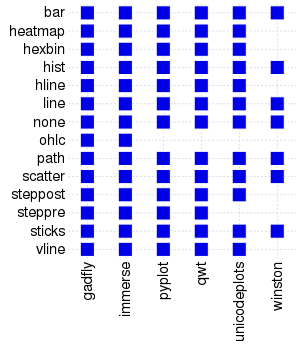 bar
heatmap
hexbin
hist
hline
line
none
ohlc
path
scatter
steppost
steppre
sticks
vline
gadfly
immerse
pyplot
qwt
unicodeplots
winston